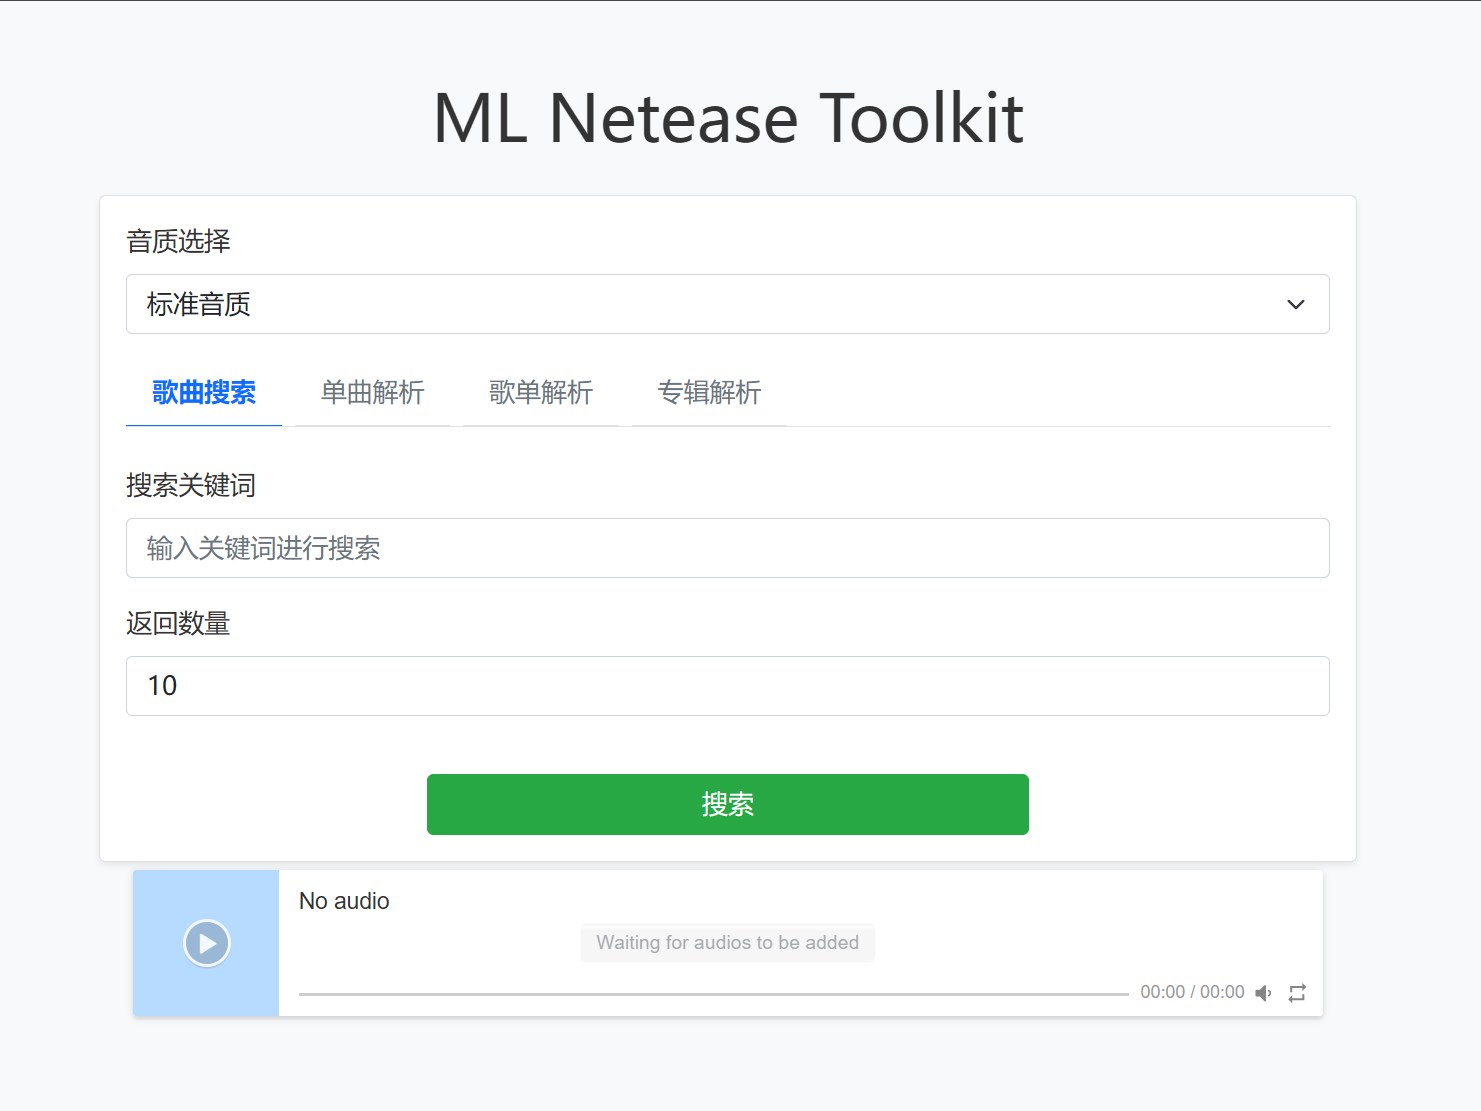 ML Netease Toolkit
音质选择
标准音质
歌曲搜索 单曲解析 歌单解析 专辑解析
搜索关键词
输入关键词进行搜索
返回数量
10
搜索
No audio
Waiting for audios to be added
00:00 / 00:00